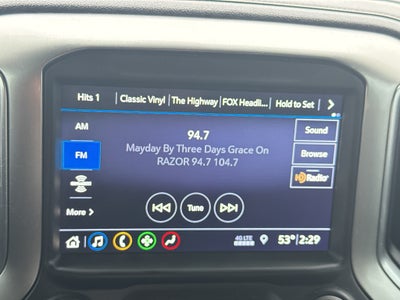 Hits 1 | Classic Vinyl | The Highway | FOX Headli... | Hold to Set
AM
94.7
Sound
FM
Mayday By Three Days Grace On
RAZOR 94.7 104.7
Browse
HD Radio
More
Tune
4G LTE
53° 2:29